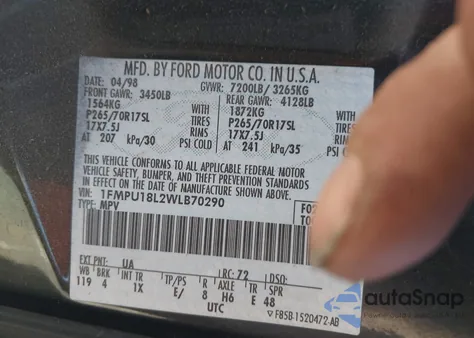 MFD. BY FORD MOTOR CO. IN U.S.A.
DATE: 04/98 GVWR: 7200LB/ 3265KG
FRONT GAWR: 3450LB REAR GAWR: 4128LB
1564KG WITH 1872KG WITH
P265/70R17SL TIRES P265/70R17SL TIRES
17X7.5J RIMS 17X7.5J RIMS
AT 207 kPa/30 PSI COLD AT 241 kPa/35 PSI COLD
THIS VEHICLE CONFORMS TO ALL APPLICABLE FEDERAL MOTOR
VEHICLE SAFETY, BUMPER, AND THEFT PREVENTION STANDARDS
IN EFFECT ON THE DATE OF MANUFACTURE SHOWN ABOVE.
1FMPU18L2WLB70290
MPV
EXT PNT: UA RC: 72 DSO:
WB BRK INT TR TP/PS R AXLE TR SPR
119 4 1X E/ 8 H6 E 48
UTC
F85B-1520472-AB
autoSnap